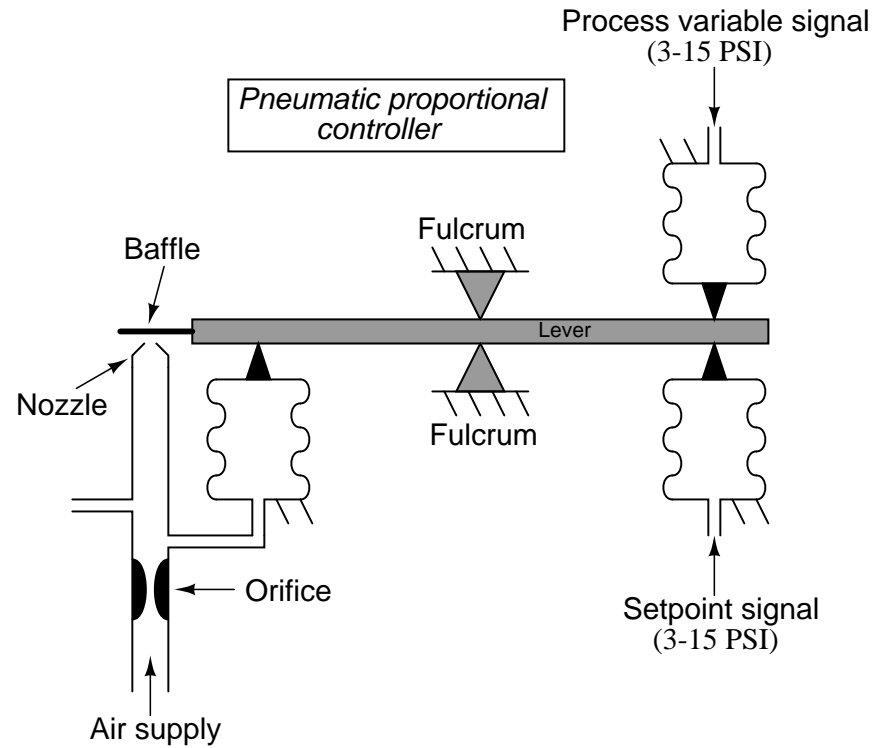 Process variable signal
(3-15 PSI)
Pneumatic proportional
controller
Fulcrum
Baffle
Lever
Nozzle
Fulcrum
Orifice
Setpoint signal
(3-15 PSI)
Air supply